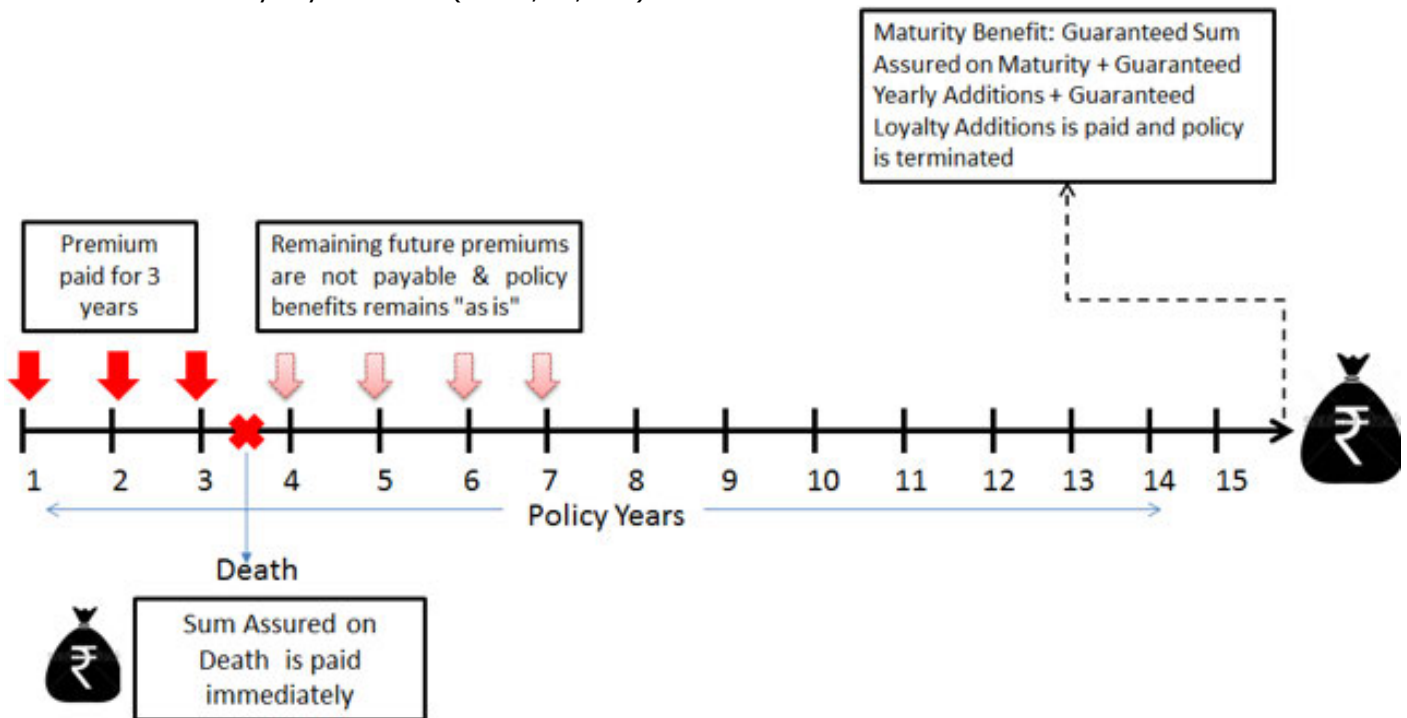 Maturity Benefit: Guaranteed Sum
Assured on Maturity + Guaranteed
Yearly Additions + Guaranteed
Loyalty Additions is paid and policy
is terminated
Premium
paid for 3
years
Remaining future premiums
are not payable & policy
benefits remains "as is"
₹
1 2 3 4 5 6 7 8 9 10 11 12 13 14 15
Policy Years
Death
₹
Sum Assured on
Death is paid
immediately